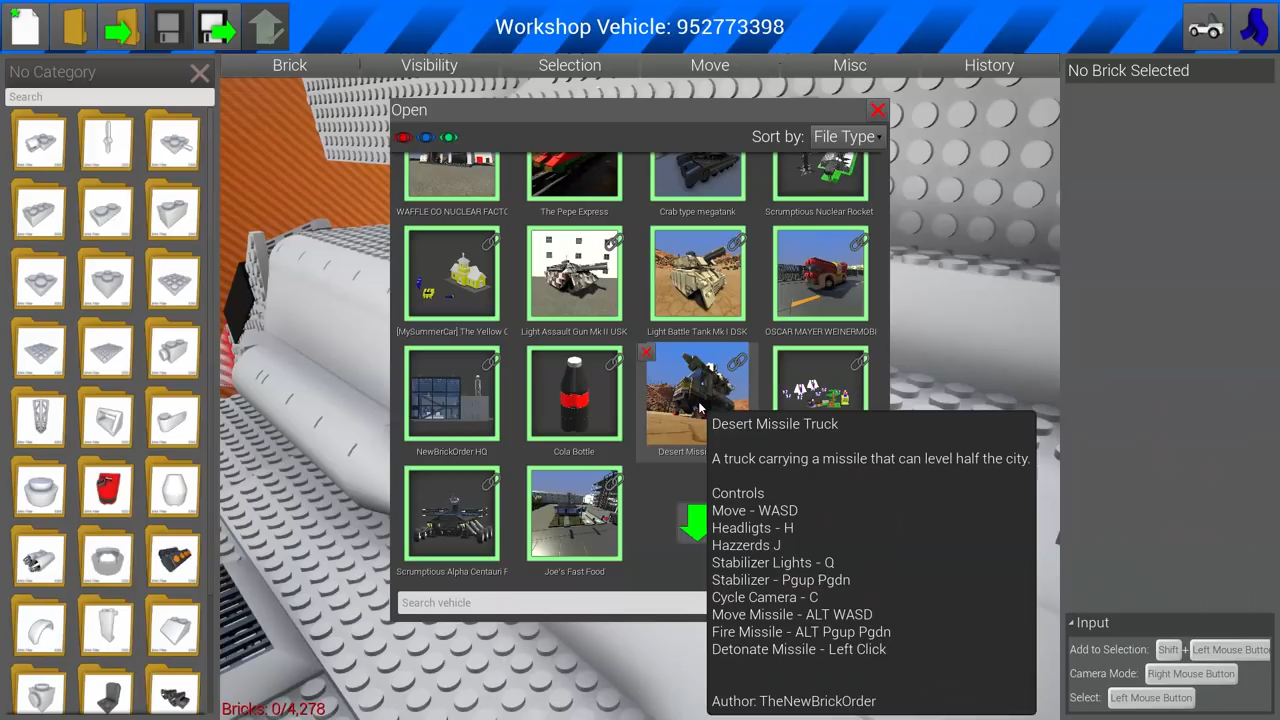 Workshop Vehicle: 952773398
No Category
Search
Brick
Visibility
Selection
Move
Misc
History
No Brick Selected
Open
Sort by:
File Type
WAFFLE CO NUCLEAR FACTO
The Pepe Express
Crab type megatank
Scrumptious Nuclear Rocket
[MySummerCar] The Yellow C
Light Assault Gun Mk II USK
Light Battle Tank Mk I DSK
OSCAR MAYER WEINERMOBI
NewBrickOrder HQ
Cola Bottle
Desert Missi
Scrumptious Alpha Centauri F
Joe's Fast Food
Search vehicle
Desert Missile Truck
A truck carrying a missile that can level half the city.
Controls
Move - WASD
Headligts - H
Hazzerds J
Stabilizer Lights - Q
Stabilizer - Pgup Pgdn
Cycle Camera - C
Move Missile - ALT WASD
Fire Missile - ALT Pgup Pgdn
Detonate Missile - Left Click
Author: TheNewBrickOrder
Bricks: 0/4,278
Input
Add to Selection: Shift + Left Mouse Butto
Camera Mode: Right Mouse Button
Select: Left Mouse Button